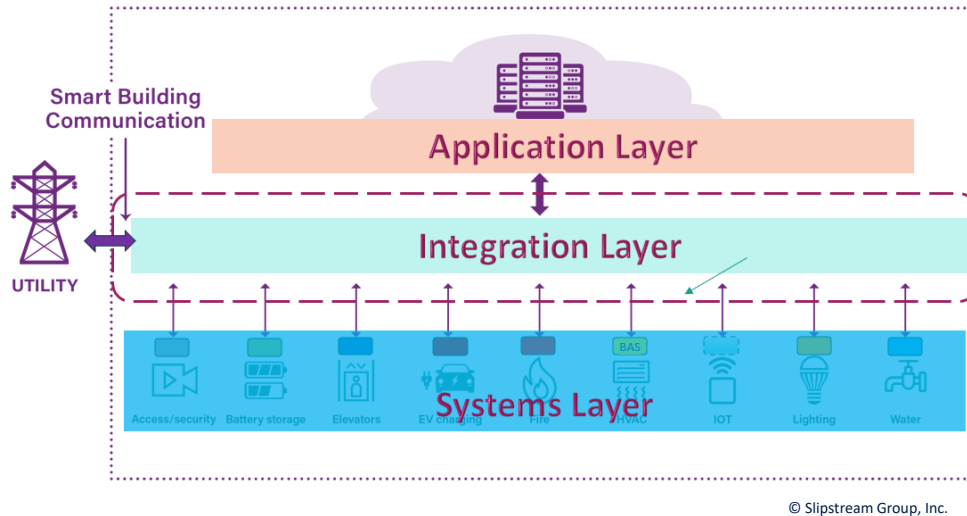 Smart Building
Communication
Application Layer
Integration Layer
UTILITY
BAS
Systems Layer
Access/security
Battery storage
Elevators
EV charging
Fire
HVAC
IOT
Lighting
Water
© Slipstream Group, Inc.